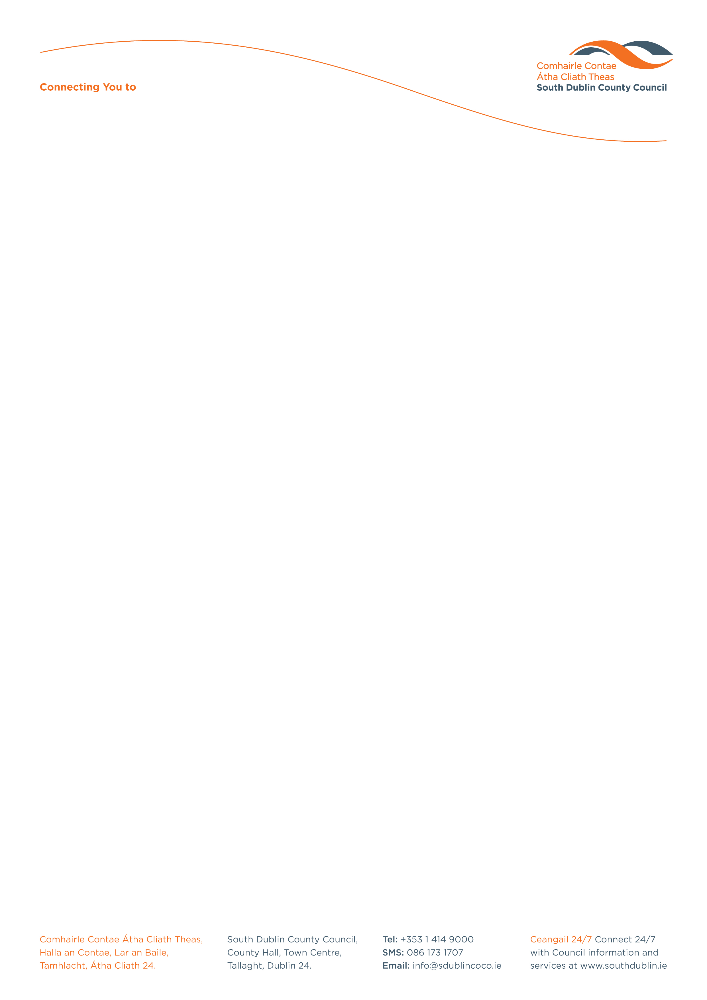 Connecting You to
Comhairle Contae
Átha Cliath Theas
South Dublin County Council
Comhairle Contae Átha Cliath Theas,
Halla an Contae, Lar an Baile,
Tamhlacht, Átha Cliath 24.
South Dublin County Council,
County Hall, Town Centre,
Tallaght, Dublin 24.
Tel: +353 1 414 9000
SMS: 086 173 1707
Email: info@sdublincoco.ie
Ceangail 24/7 Connect 24/7
with Council information and
services at www.southdublin.ie